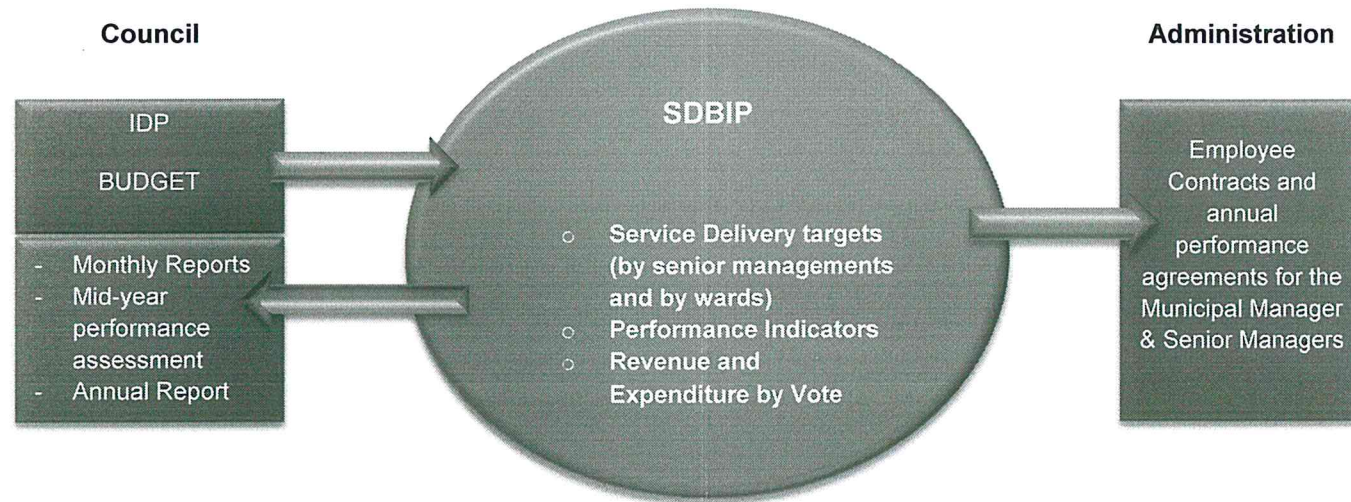 Council
IDP
BUDGET
- Monthly Reports
- Mid-year
performance
assessment
- Annual Report
SDBIP
o Service Delivery targets
(by senior managements
and by wards)
o Performance Indicators
o Revenue and
Expenditure by Vote
Administration
Employee
Contracts and
annual
performance
agreements for the
Municipal Manager
& Senior Managers